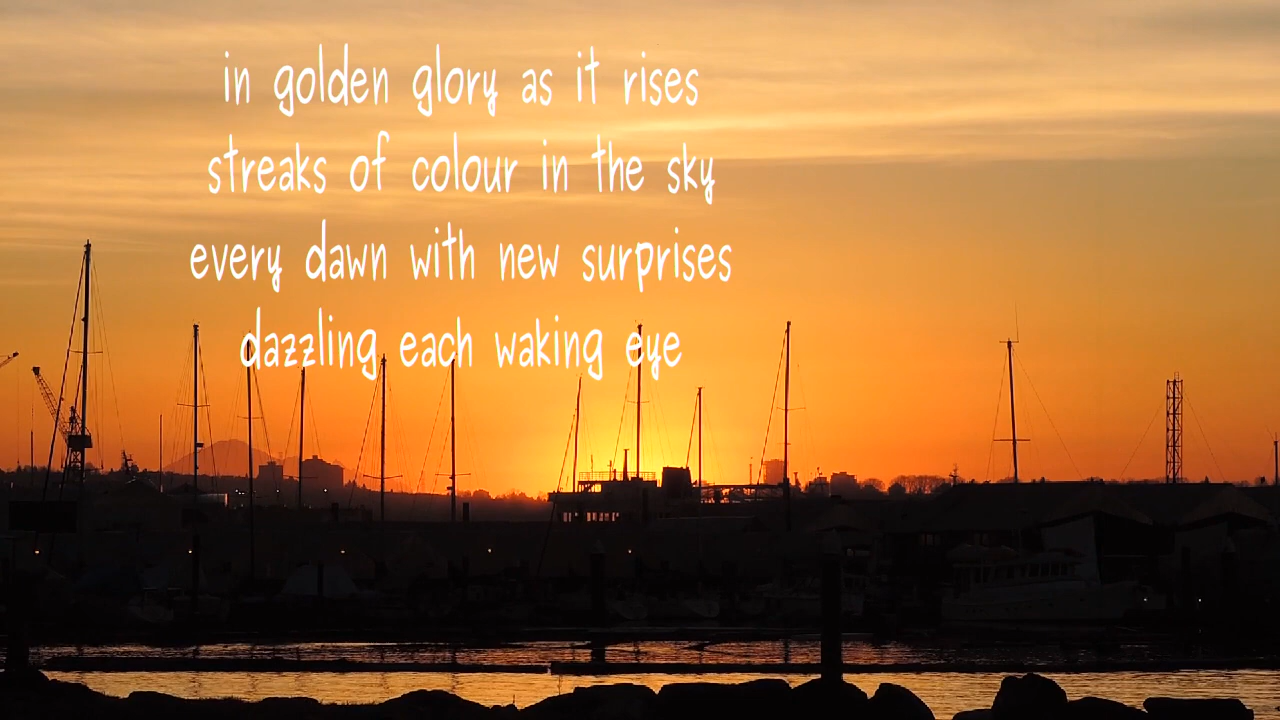 in golden glory as it rises
streaks of colour in the sky
every dawn with new surprises
dazzling each waking eye